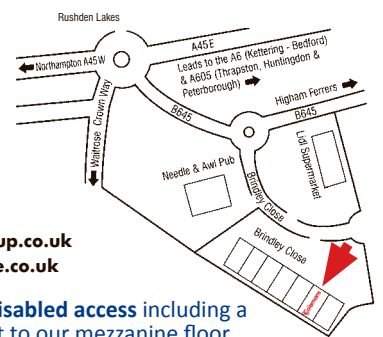 Rushden Lakes
A45E
Northampton A45W
Leads to the A6 (Kettering - Bedford)
& A605 (Thrapston, Huntingdon &
Peterborough)
Higham Ferrers
B645
B645
Waitrose
Crown Way
Needle & Awl Pub
Lidl Supermarket
Brindley Close
Brindley Close
up.co.uk
e.co.uk
isabled access including a
t to our mezzanine floor